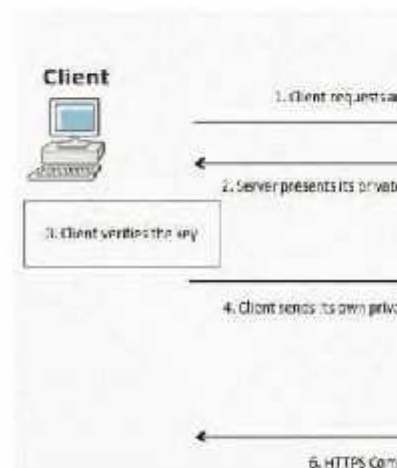 Client
1. Client requests a
2. Server presents its private
3. Client verifies the key
4. Client sends its own priva
6. HTTPS Com